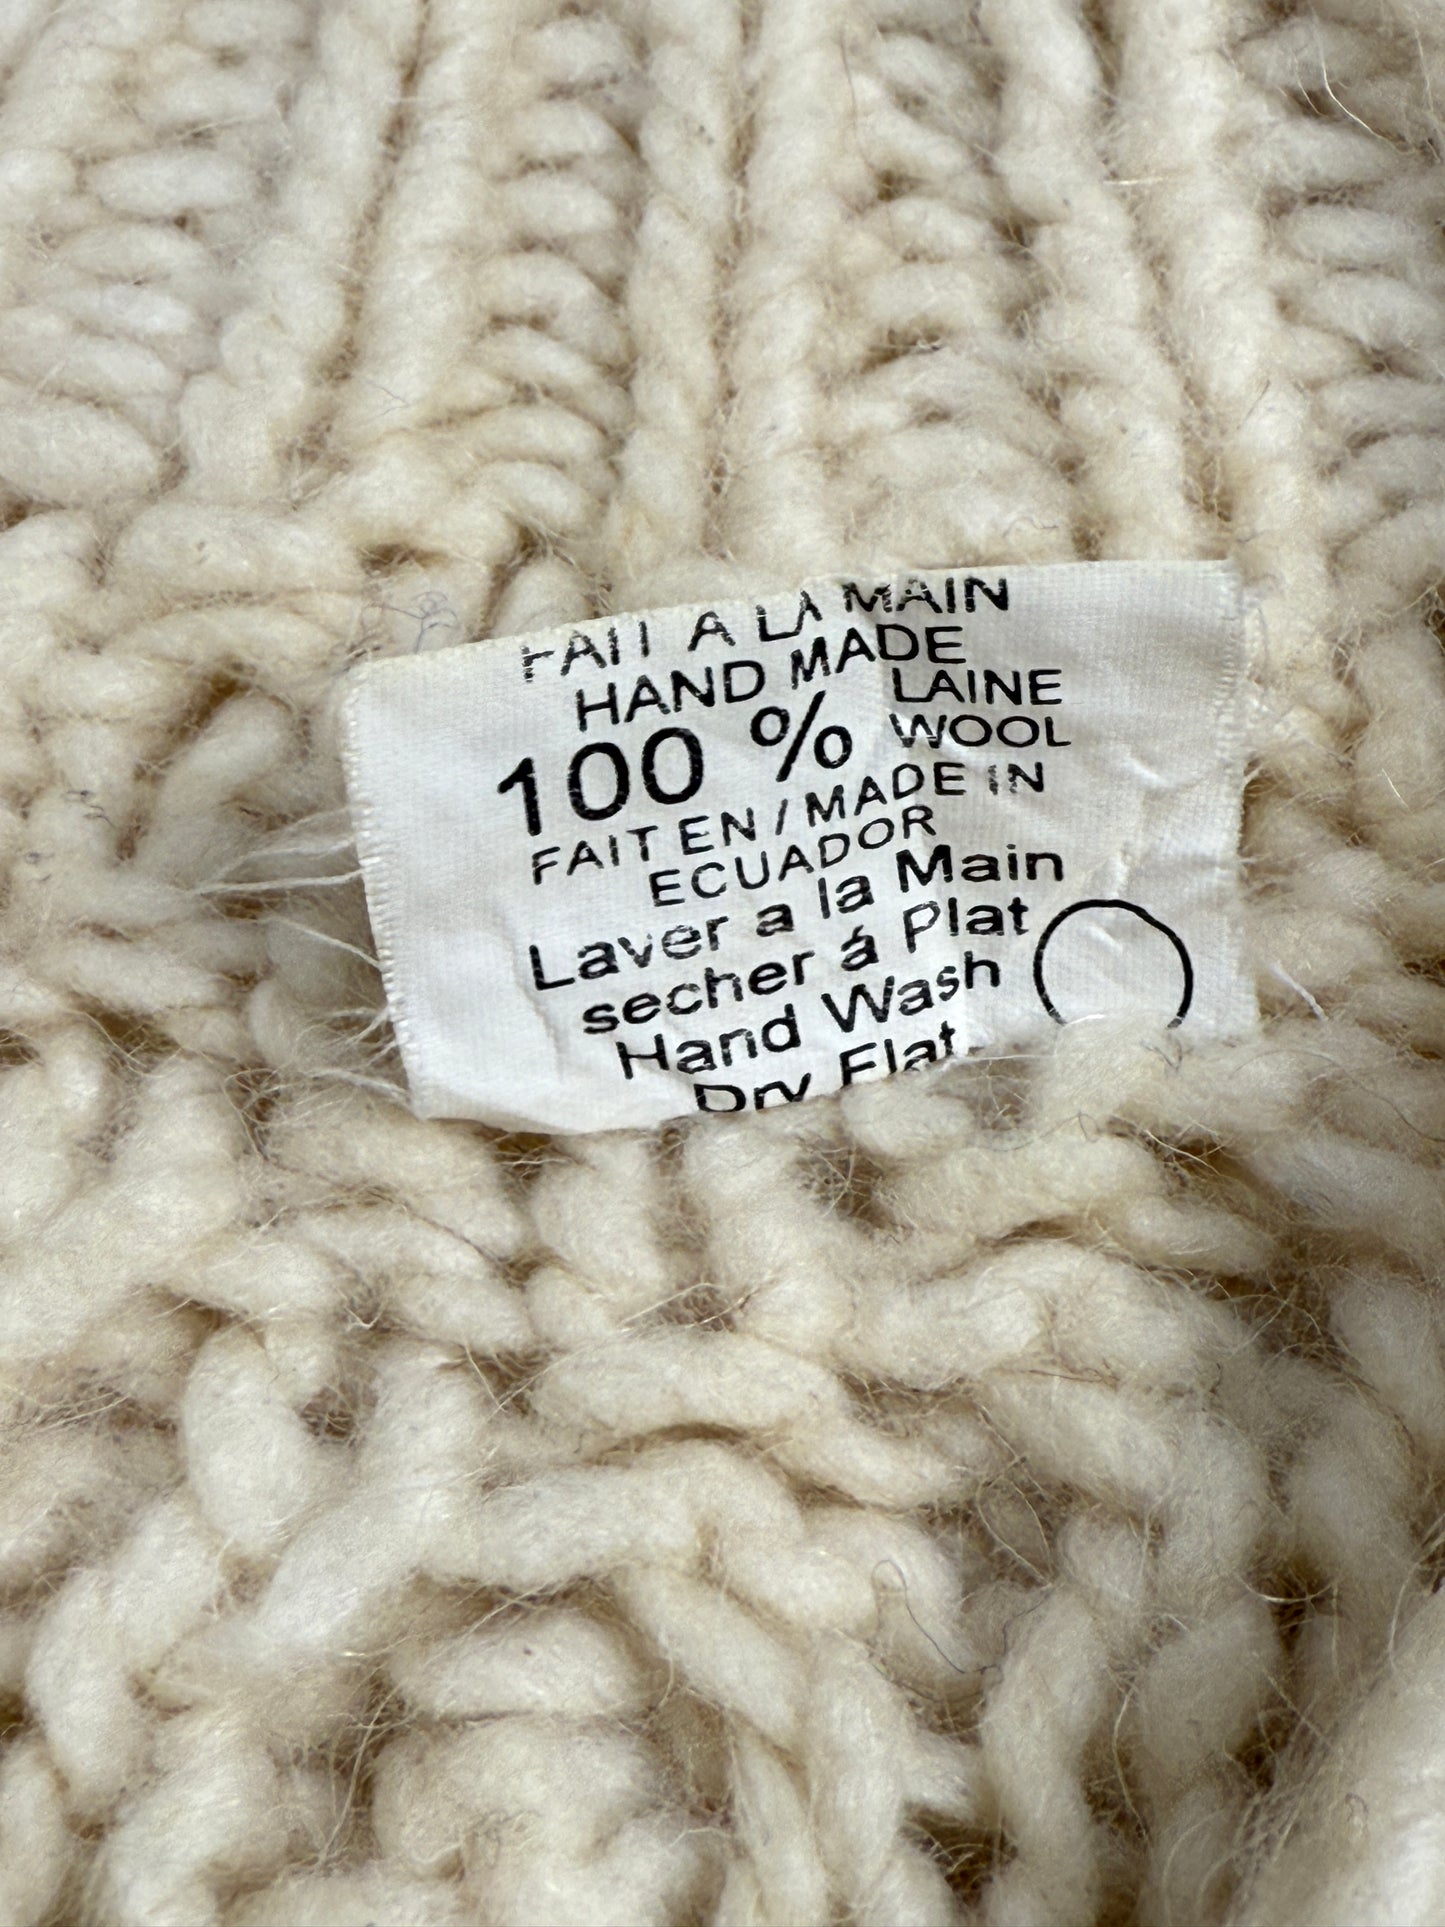 FAIT A LA MAIN
HAND MADE
100 % LAINE
WOOL
FAIT EN / MADE IN
ECUADOR
Laver a la Main
secher á Plat
Hand Wash
Dry Flat